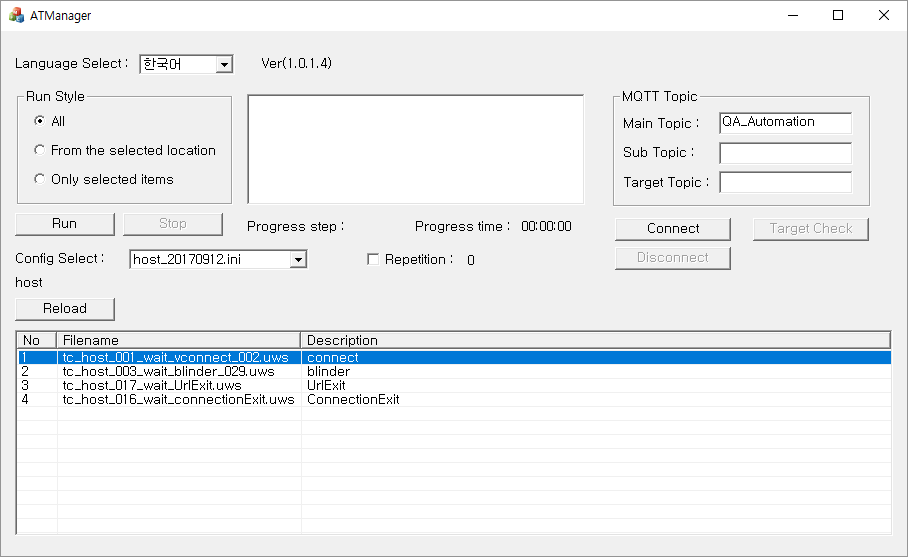 ATManager
Language Select : 한국어 Ver(1.0.1.4)
Run Style
All
From the selected location
Only selected items
MQTT Topic
Main Topic : QA_Automation
Sub Topic :
Target Topic :
Run Stop Progress step : Progress time : 00:00:00 Connect Target Check
Config Select : host_20170912.ini Repetition : 0 Disconnect
host
Reload
No Filename Description
1 tc_host_001_wait_vconnect_002.uws connect
2 tc_host_003_wait_blinder_029.uws blinder
3 tc_host_017_wait_UrlExit.uws UrlExit
4 tc_host_016_wait_connectionExit.uws ConnectionExit